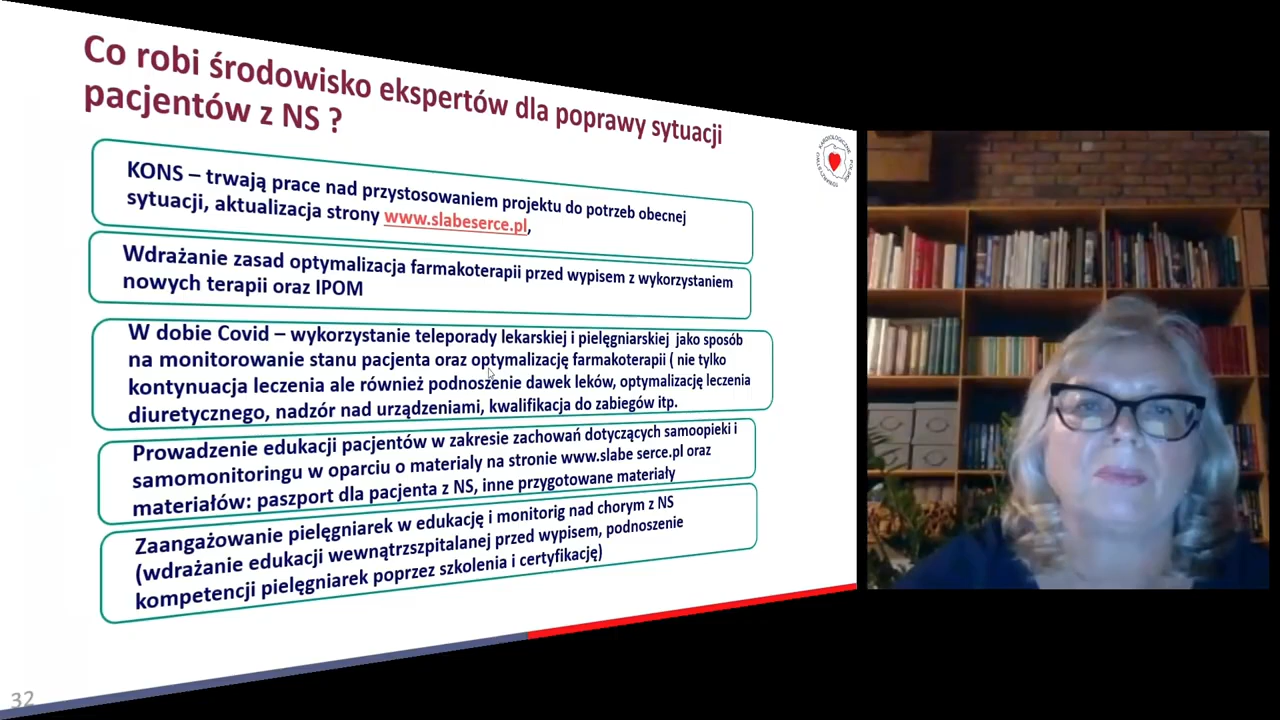 Co robi środowisko ekspertów dla poprawy sytuacji
pacjentów z NS ?
KONS – trwają prace nad przystosowaniem projektu do potrzeb obecnej
sytuacji, aktualizacja strony www.slabeserce.pl,
Wdrażanie zasad optymalizacja farmakoterapii przed wypisem z wykorzystaniem
nowych terapii oraz IPOM
W dobie Covid – wykorzystanie teleporady lekarskiej i pielęgniarskiej jako sposób
na monitorowanie stanu pacjenta oraz optymalizację farmakoterapii ( nie tylko
kontynuacja leczenia ale również podnoszenie dawek leków, optymalizację leczenia
diuretycznego, nadzór nad urządzeniami, kwalifikacja do zabiegów itp.
Prowadzenie edukacji pacjentów w zakresie zachowań dotyczących samoopieki i
samomonitoringu w oparciu o materialy na stronie www.slabe serce.pl oraz
materiałów: paszport dla pacjenta z NS, inne przygotowane materiały
Zaangażowanie pielęgniarek w edukację i monitorig nad chorym z NS
(wdrażanie edukacji wewnątrzszpitalanej przed wypisem, podnoszenie
kompetencji pielęgniarek poprzez szkolenia i certyfikację)
POLSKIE TOWARZYSTWO KARDIOLOGICZNE
32